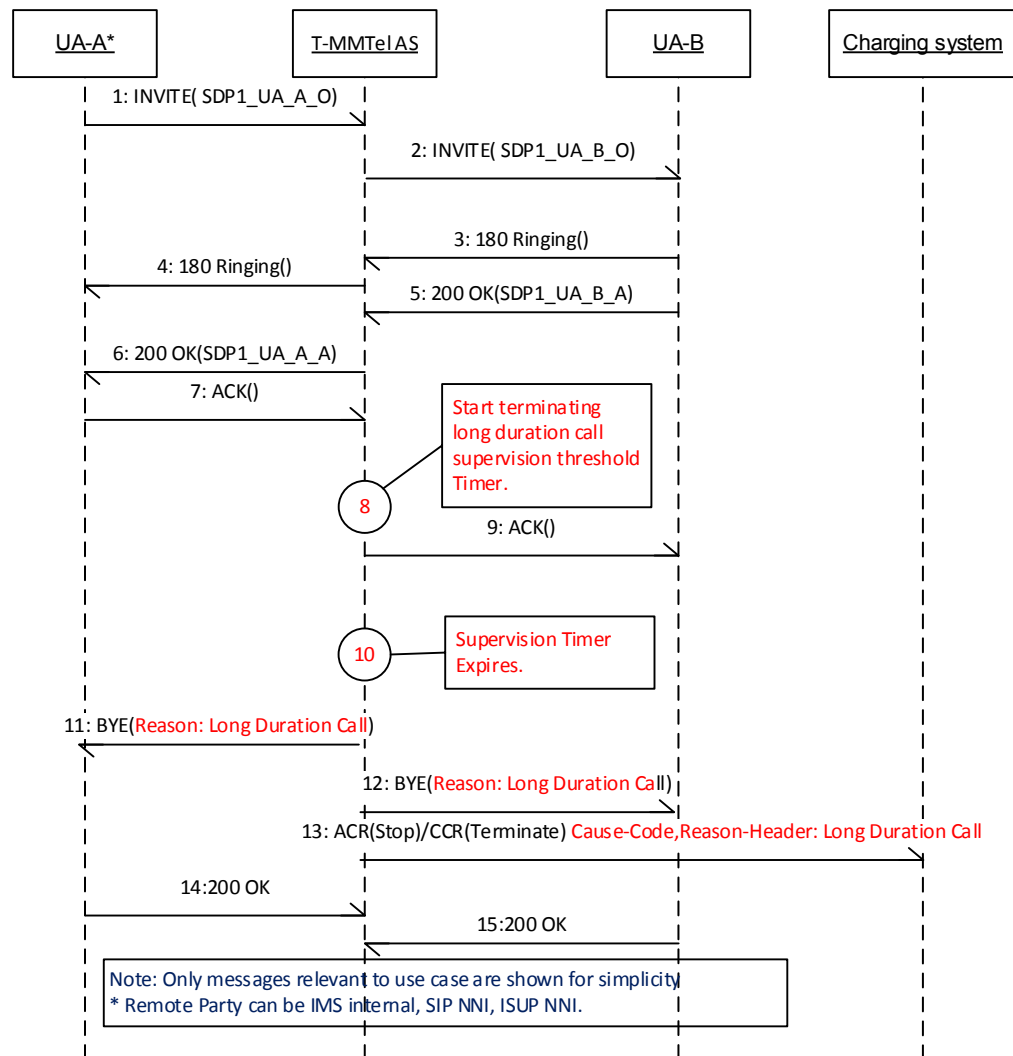 UA-A*
T-MMTel AS
UA-B
Charging system
1: INVITE( SDP1_UA_A_O)
2: INVITE( SDP1_UA_B_O)
3: 180 Ringing()
4: 180 Ringing()
5: 200 OK(SDP1_UA_B_A)
6: 200 OK(SDP1_UA_A_A)
7: ACK()
Start terminating
long duration call
supervision threshold
Timer.
8
9: ACK()
10
Supervision Timer
Expires.
11: BYE(Reason: Long Duration Call)
12: BYE(Reason: Long Duration Call)
13: ACR(Stop)/CCR(Terminate) Cause-Code,Reason-Header: Long Duration Call
14:200 OK
15:200 OK
Note: Only messages relevant to use case are shown for simplicity
* Remote Party can be IMS internal, SIP NNI, ISUP NNI.